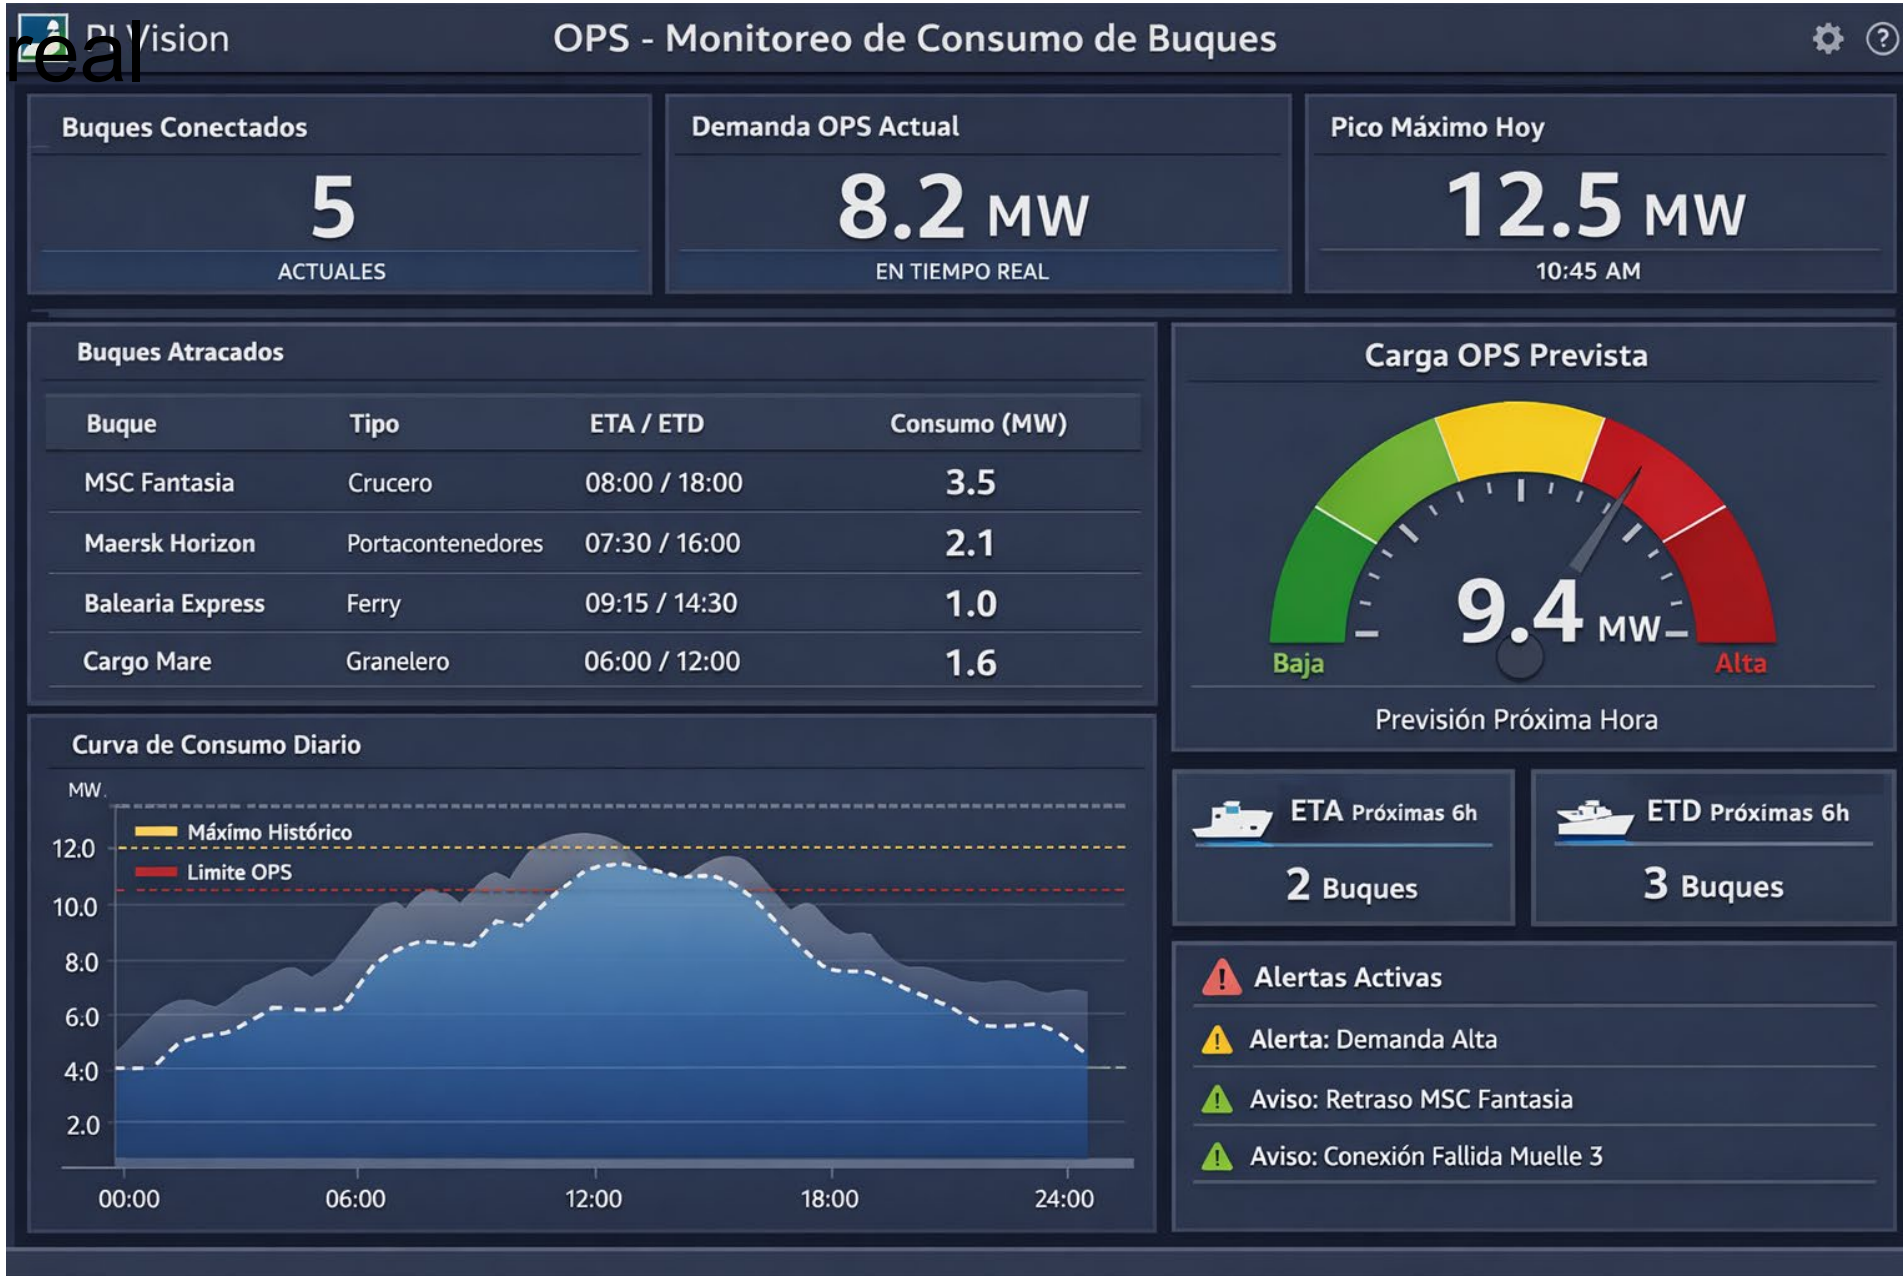 PI Vision
real
OPS - Monitoreo de Consumo de Buques
?
Buques Conectados
5
ACTUALES
Demanda OPS Actual
8.2 MW
EN TIEMPO REAL
Pico Máximo Hoy
12.5 MW
10:45 AM
Buques Atracados
Buque Tipo ETA / ETD Consumo (MW)
MSC Fantasia Crucero 08:00 / 18:00 3.5
Maersk Horizon Portacontenedores 07:30 / 16:00 2.1
Balearia Express Ferry 09:15 / 14:30 1.0
Cargo Mare Granelero 06:00 / 12:00 1.6
Carga OPS Prevista
9.4 MW
Baja Alta
Previsión Próxima Hora
Curva de Consumo Diario
MW
Máximo Histórico
12.0
Limite OPS
10.0
8:0
6:0
4:0
2.0
00:00 06:00 12:00 18:00 24:00
ETA Próximas 6h
2 Buques
ETD Próximas 6h
3 Buques
Alertas Activas
Alerta: Demanda Alta
Aviso: Retraso MSC Fantasia
Aviso: Conexión Fallida Muelle 3